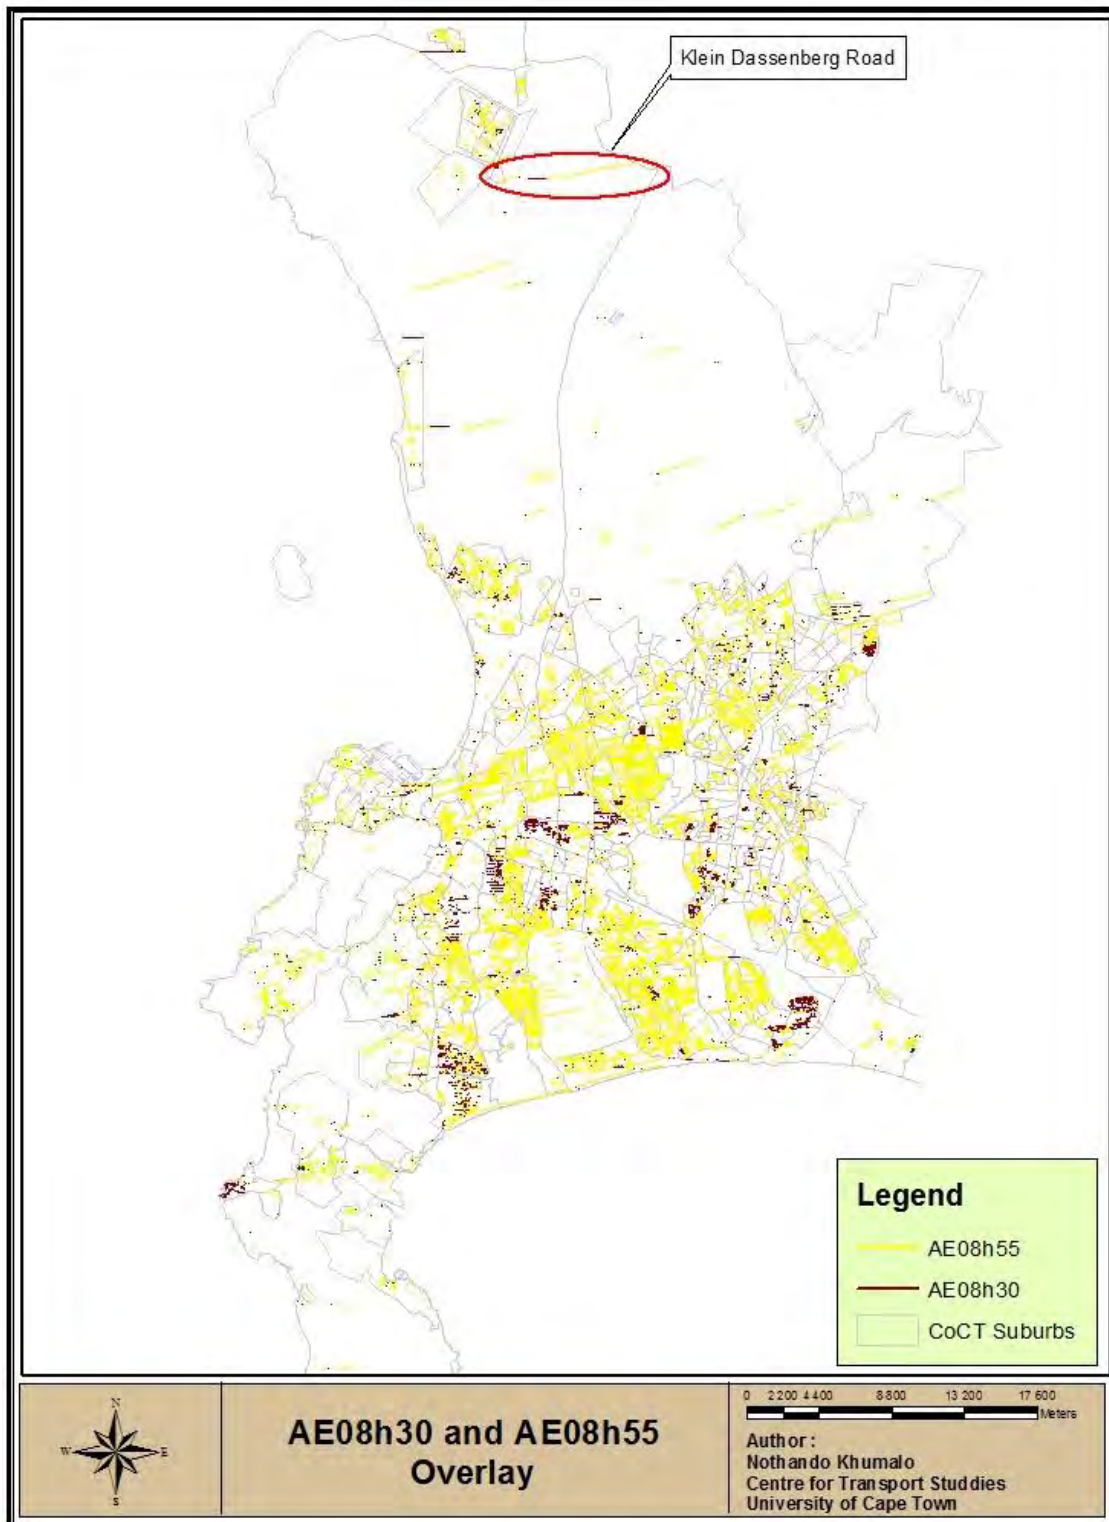 Klein Dassenberg Road
Legend
AE08h55
AE08h30
CoCT Suburbs
N
W
E
S
AE08h30 and AE08h55
Overlay
0 2 200 4 400 8 800 13 200 17 600
Meters
Author :
Nothando Khumalo
Centre for Transport Studdies
University of Cape Town